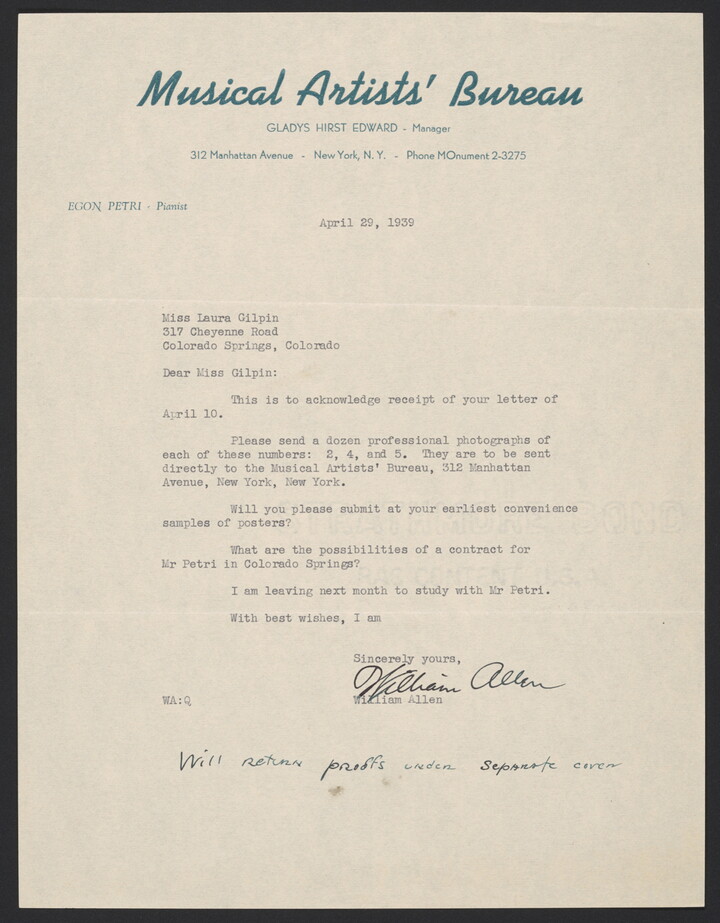 Musical Artists' Bureau
GLADYS HIRST EDWARD - Manager
312 Manhattan Avenue - New York, N. Y. - Phone MOnument 2-3275
EGON PETRI - Pianist
April 29, 1939
Miss Laura Gilpin
317 Cheyenne Road
Colorado Springs, Colorado
Dear Miss Gilpin:
This is to acknowledge receipt of your letter of
April 10.
Please send a dozen professional photographs of
each of these numbers: 2, 4, and 5. They are to be sent
directly to the Musical Artists' Bureau, 312 Manhattan
Avenue, New York, New York.
Will you please submit at your earliest convenience
samples of posters?
What are the possibilities of a contract for
Mr Petri in Colorado Springs?
I am leaving next month to study with Mr Petri.
With best wishes, I am
Sincerely yours,
William Allen
William Allen
WA:Q
Will return proofs under separate cover